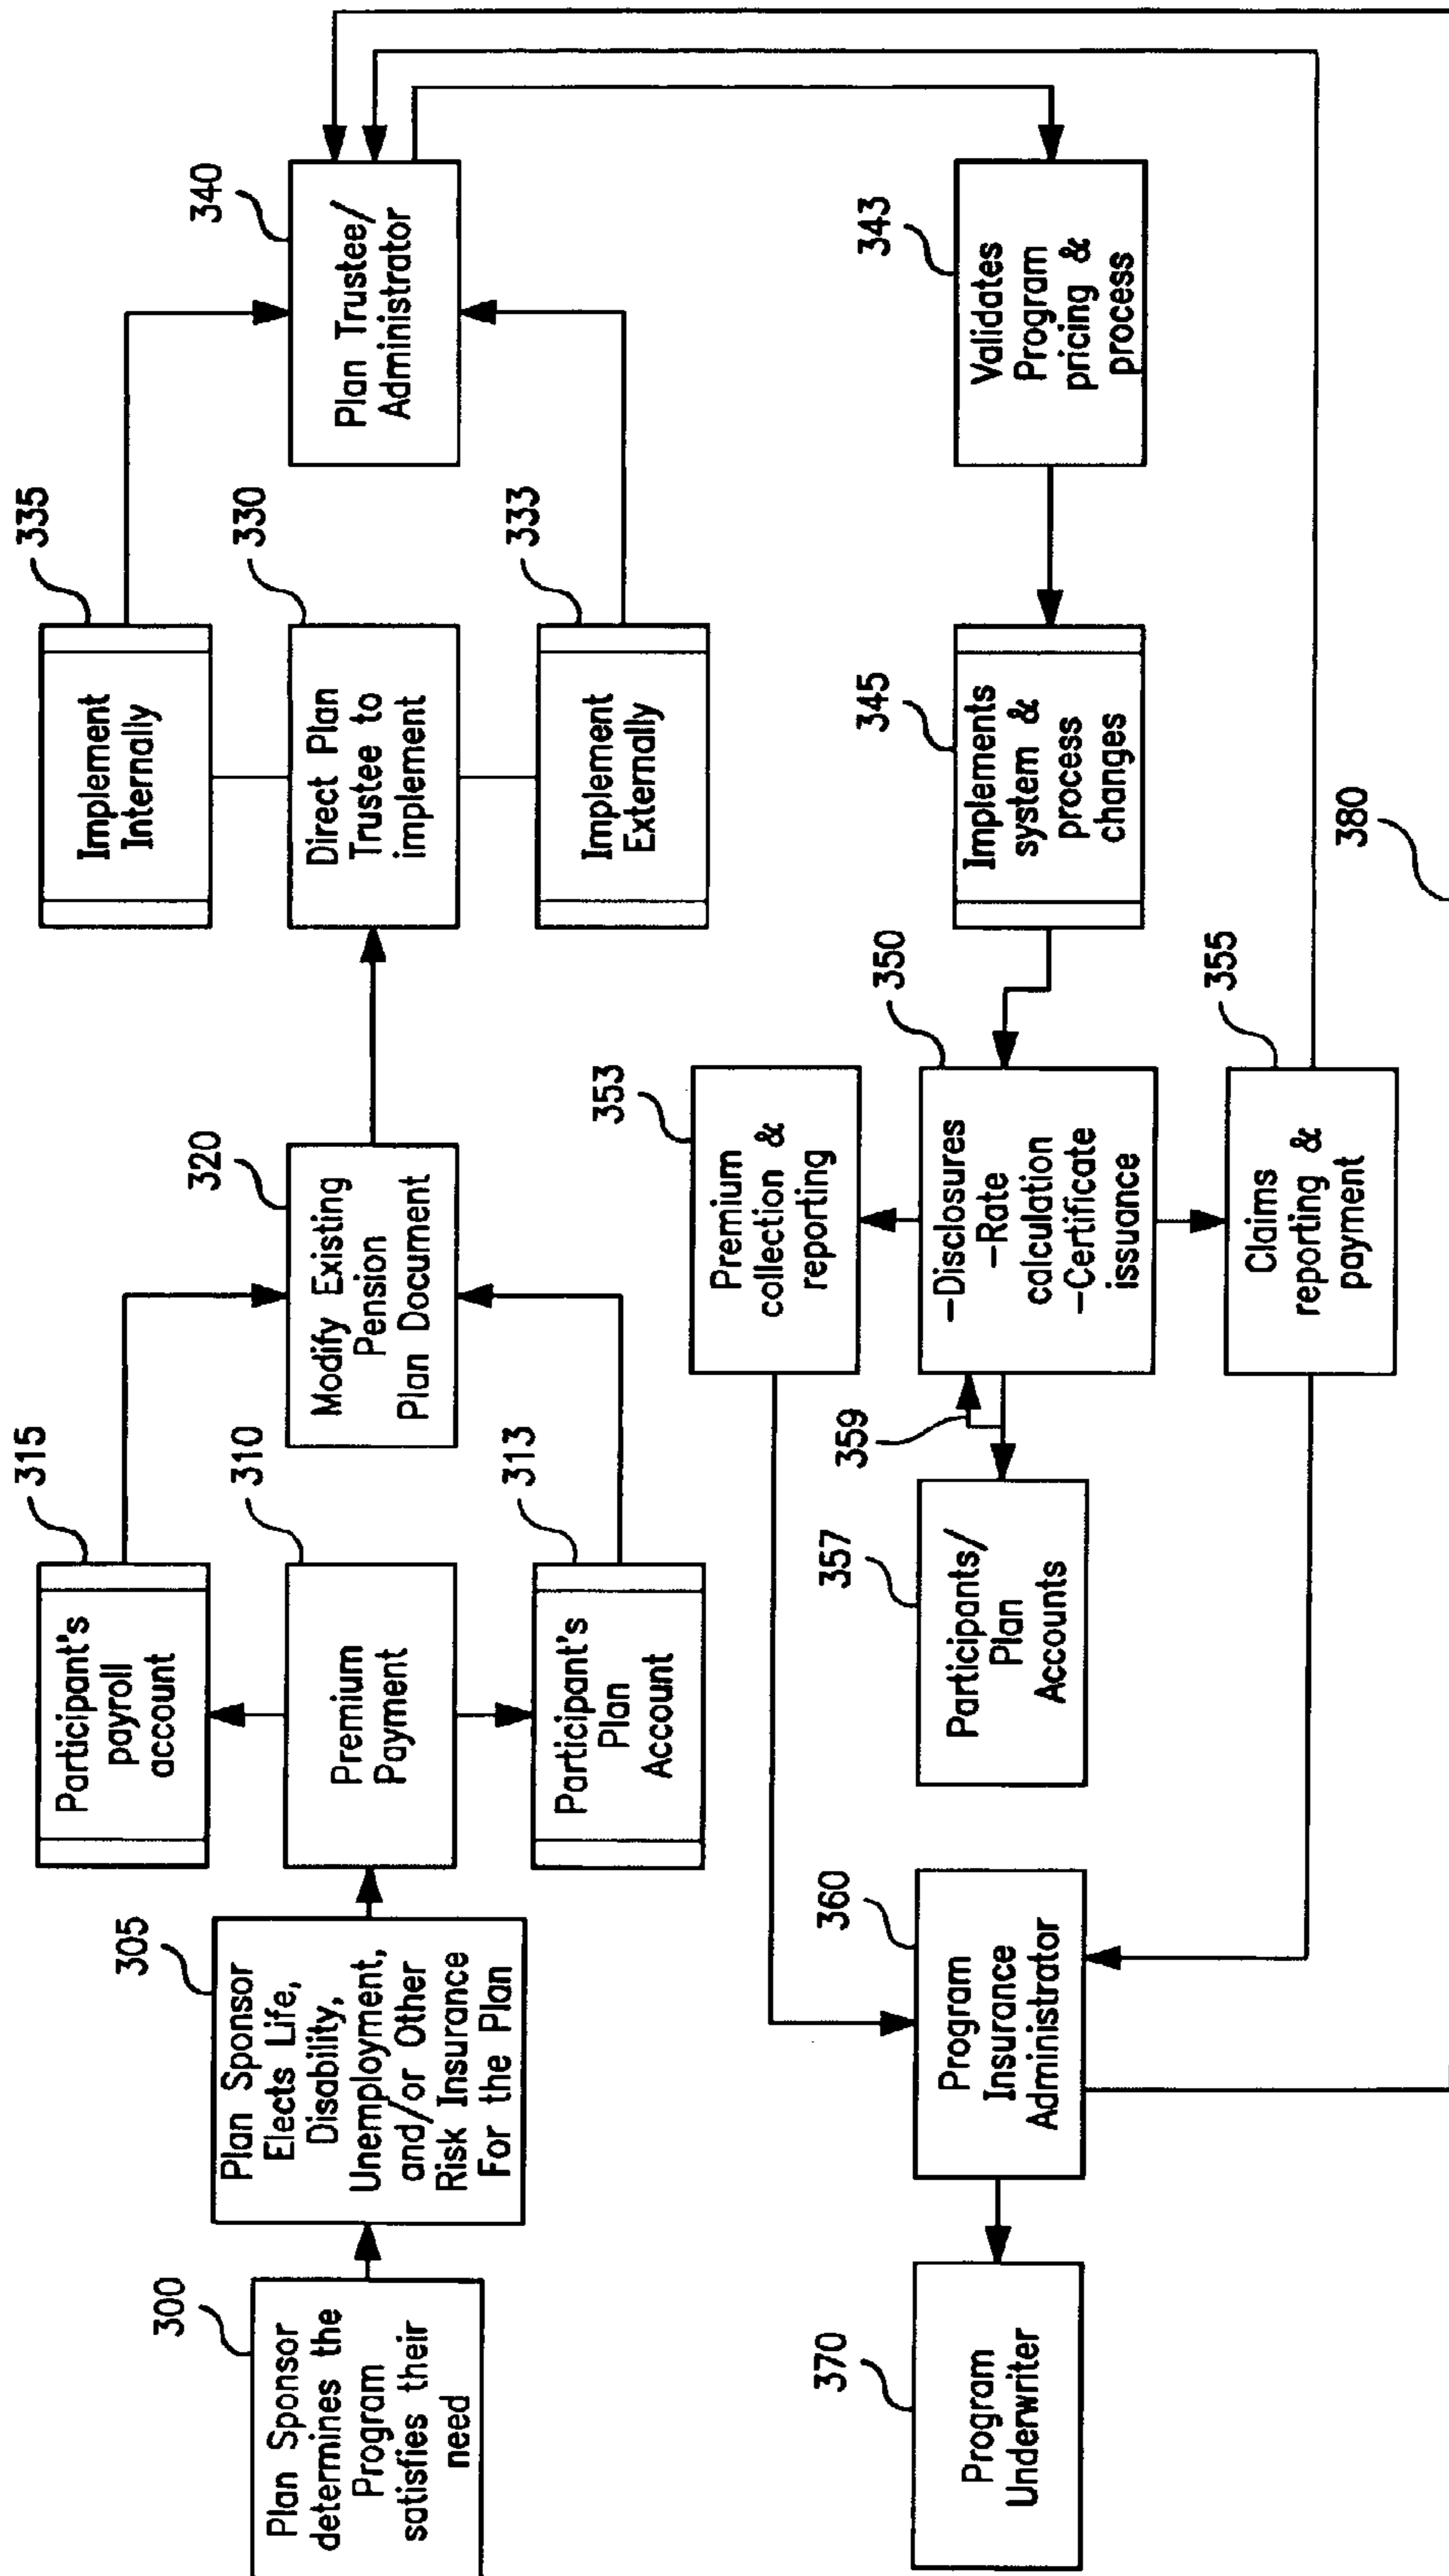 300
Plan Sponsor
determines the
Program
satisfies their
need
305
Plan Sponsor
Elects Life,
Disability,
Unemployment,
and/or Other
Risk Insurance
For the Plan
315
Participant's
payroll
account
310
Premium
Payment
313
Participant's
Plan
Account
320
Modify Existing
Pension
Plan Document
335
Implement
Internally
330
Direct Plan
Trustee to
implement
333
Implement
Externally
340
Plan Trustee/
Administrator
343
Validates
Program
pricing &
process
345
Implements
system &
process
changes
350
–Disclosures
–Rate
calculation
–Certificate
issuance
353
Premium
collection &
reporting
355
Claims
reporting &
payment
359
357
Participants/
Plan
Accounts
360
Program
Insurance
Administrator
370
Program
Underwriter
380